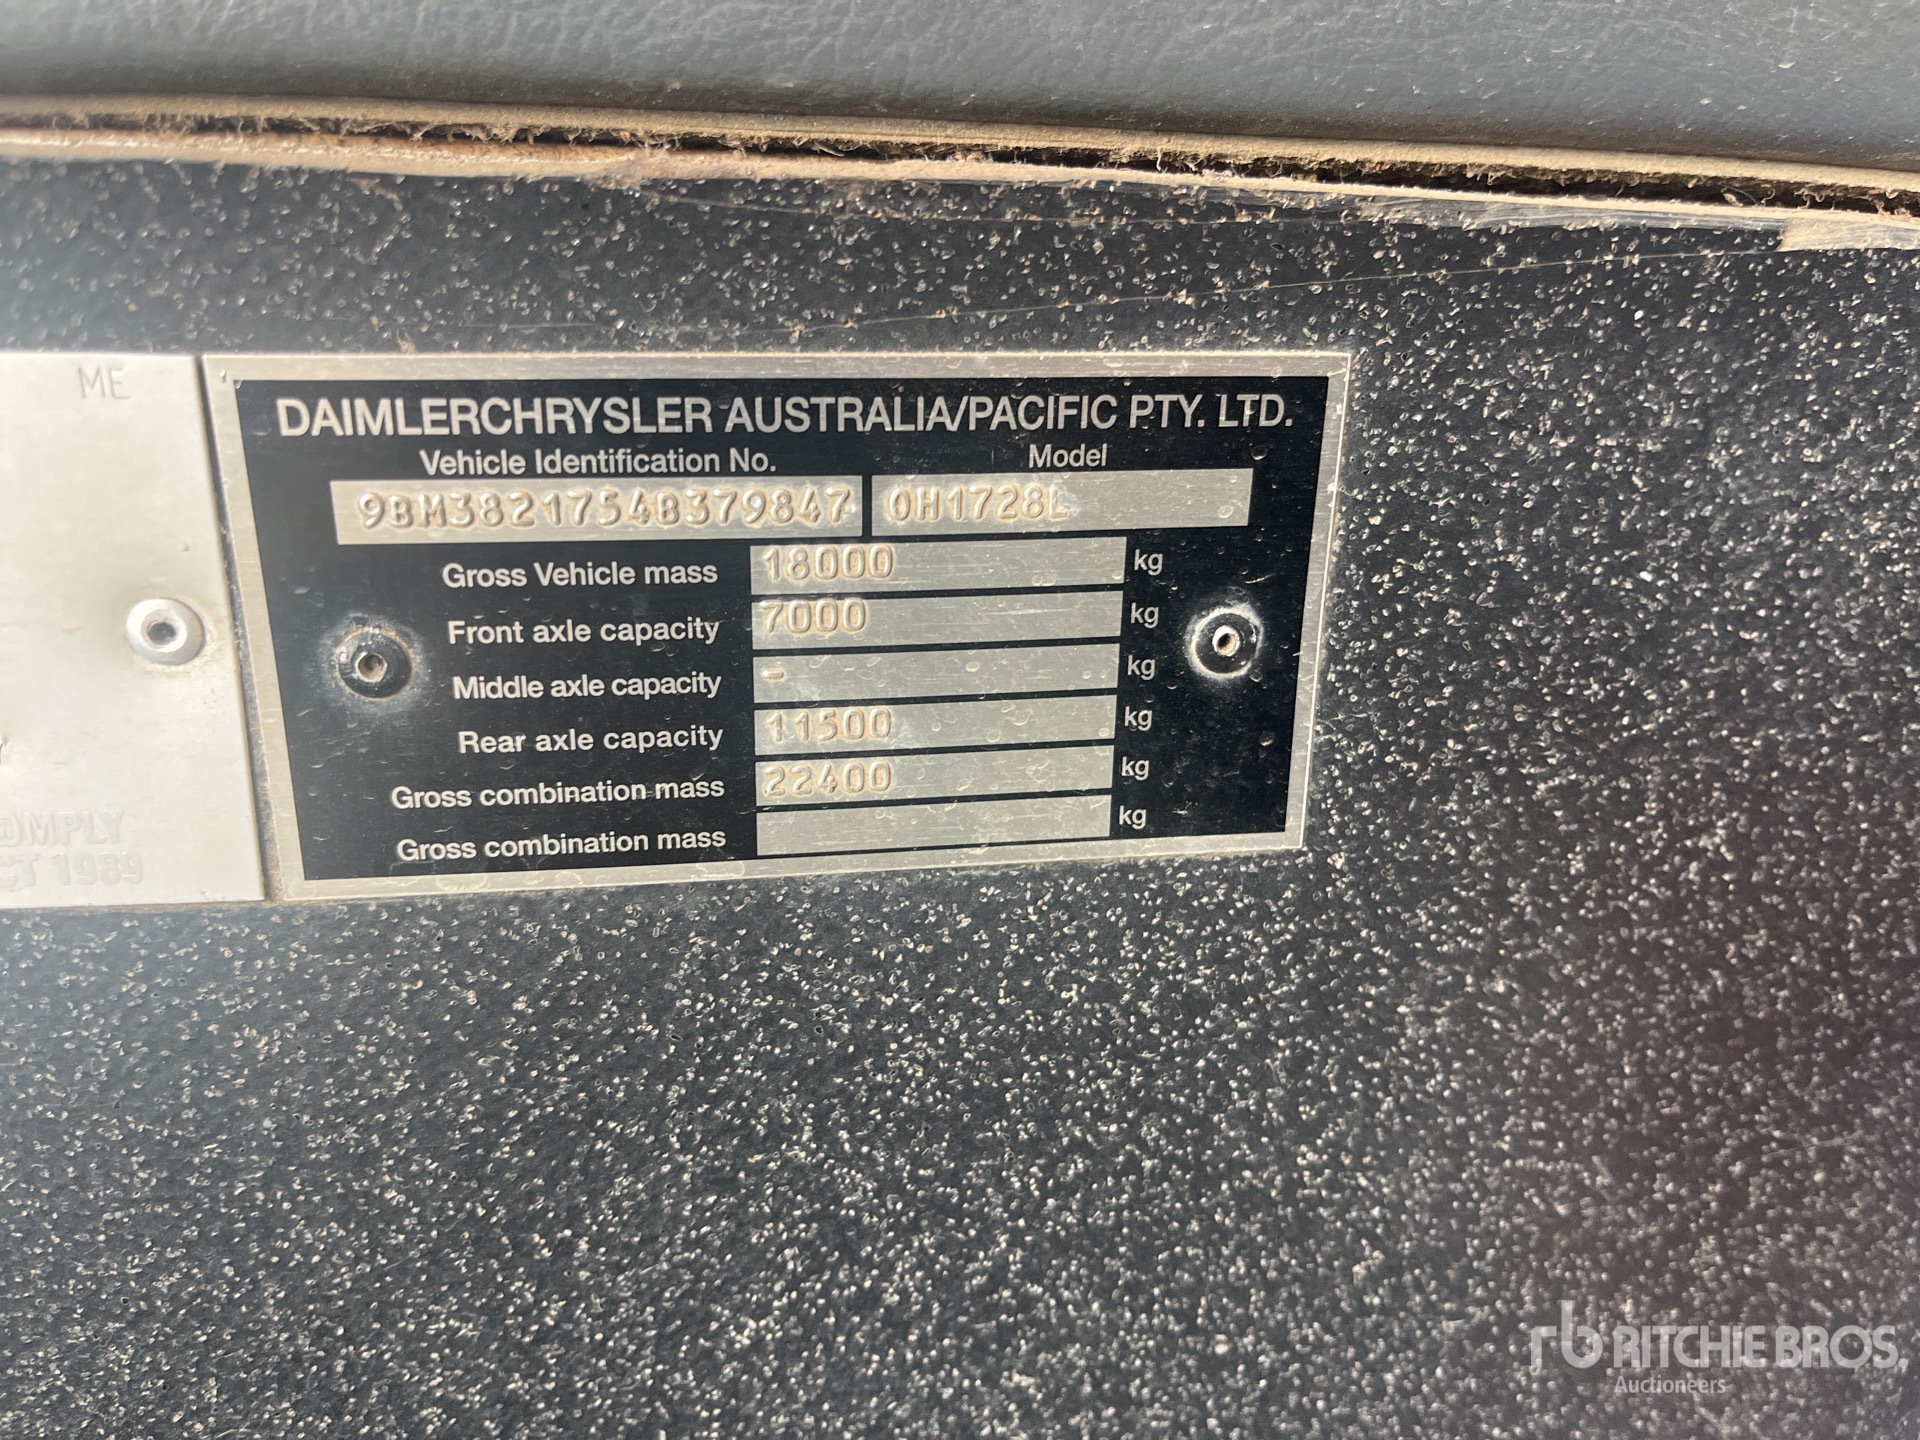 ME
Y
COMPLY
CT 1989
DAIMLERCHRYSLER AUSTRALIA/PACIFIC PTY. LTD.
Vehicle Identification No. Model
9BM3821754B379847 OH1728L
Gross Vehicle mass 18000 kg
Front axle capacity 7000 kg
Middle axle capacity - kg
Rear axle capacity 11500 kg
Gross combination mass 22400 kg
Gross combination mass kg
rb RITCHIE BROS.
Auctioneers